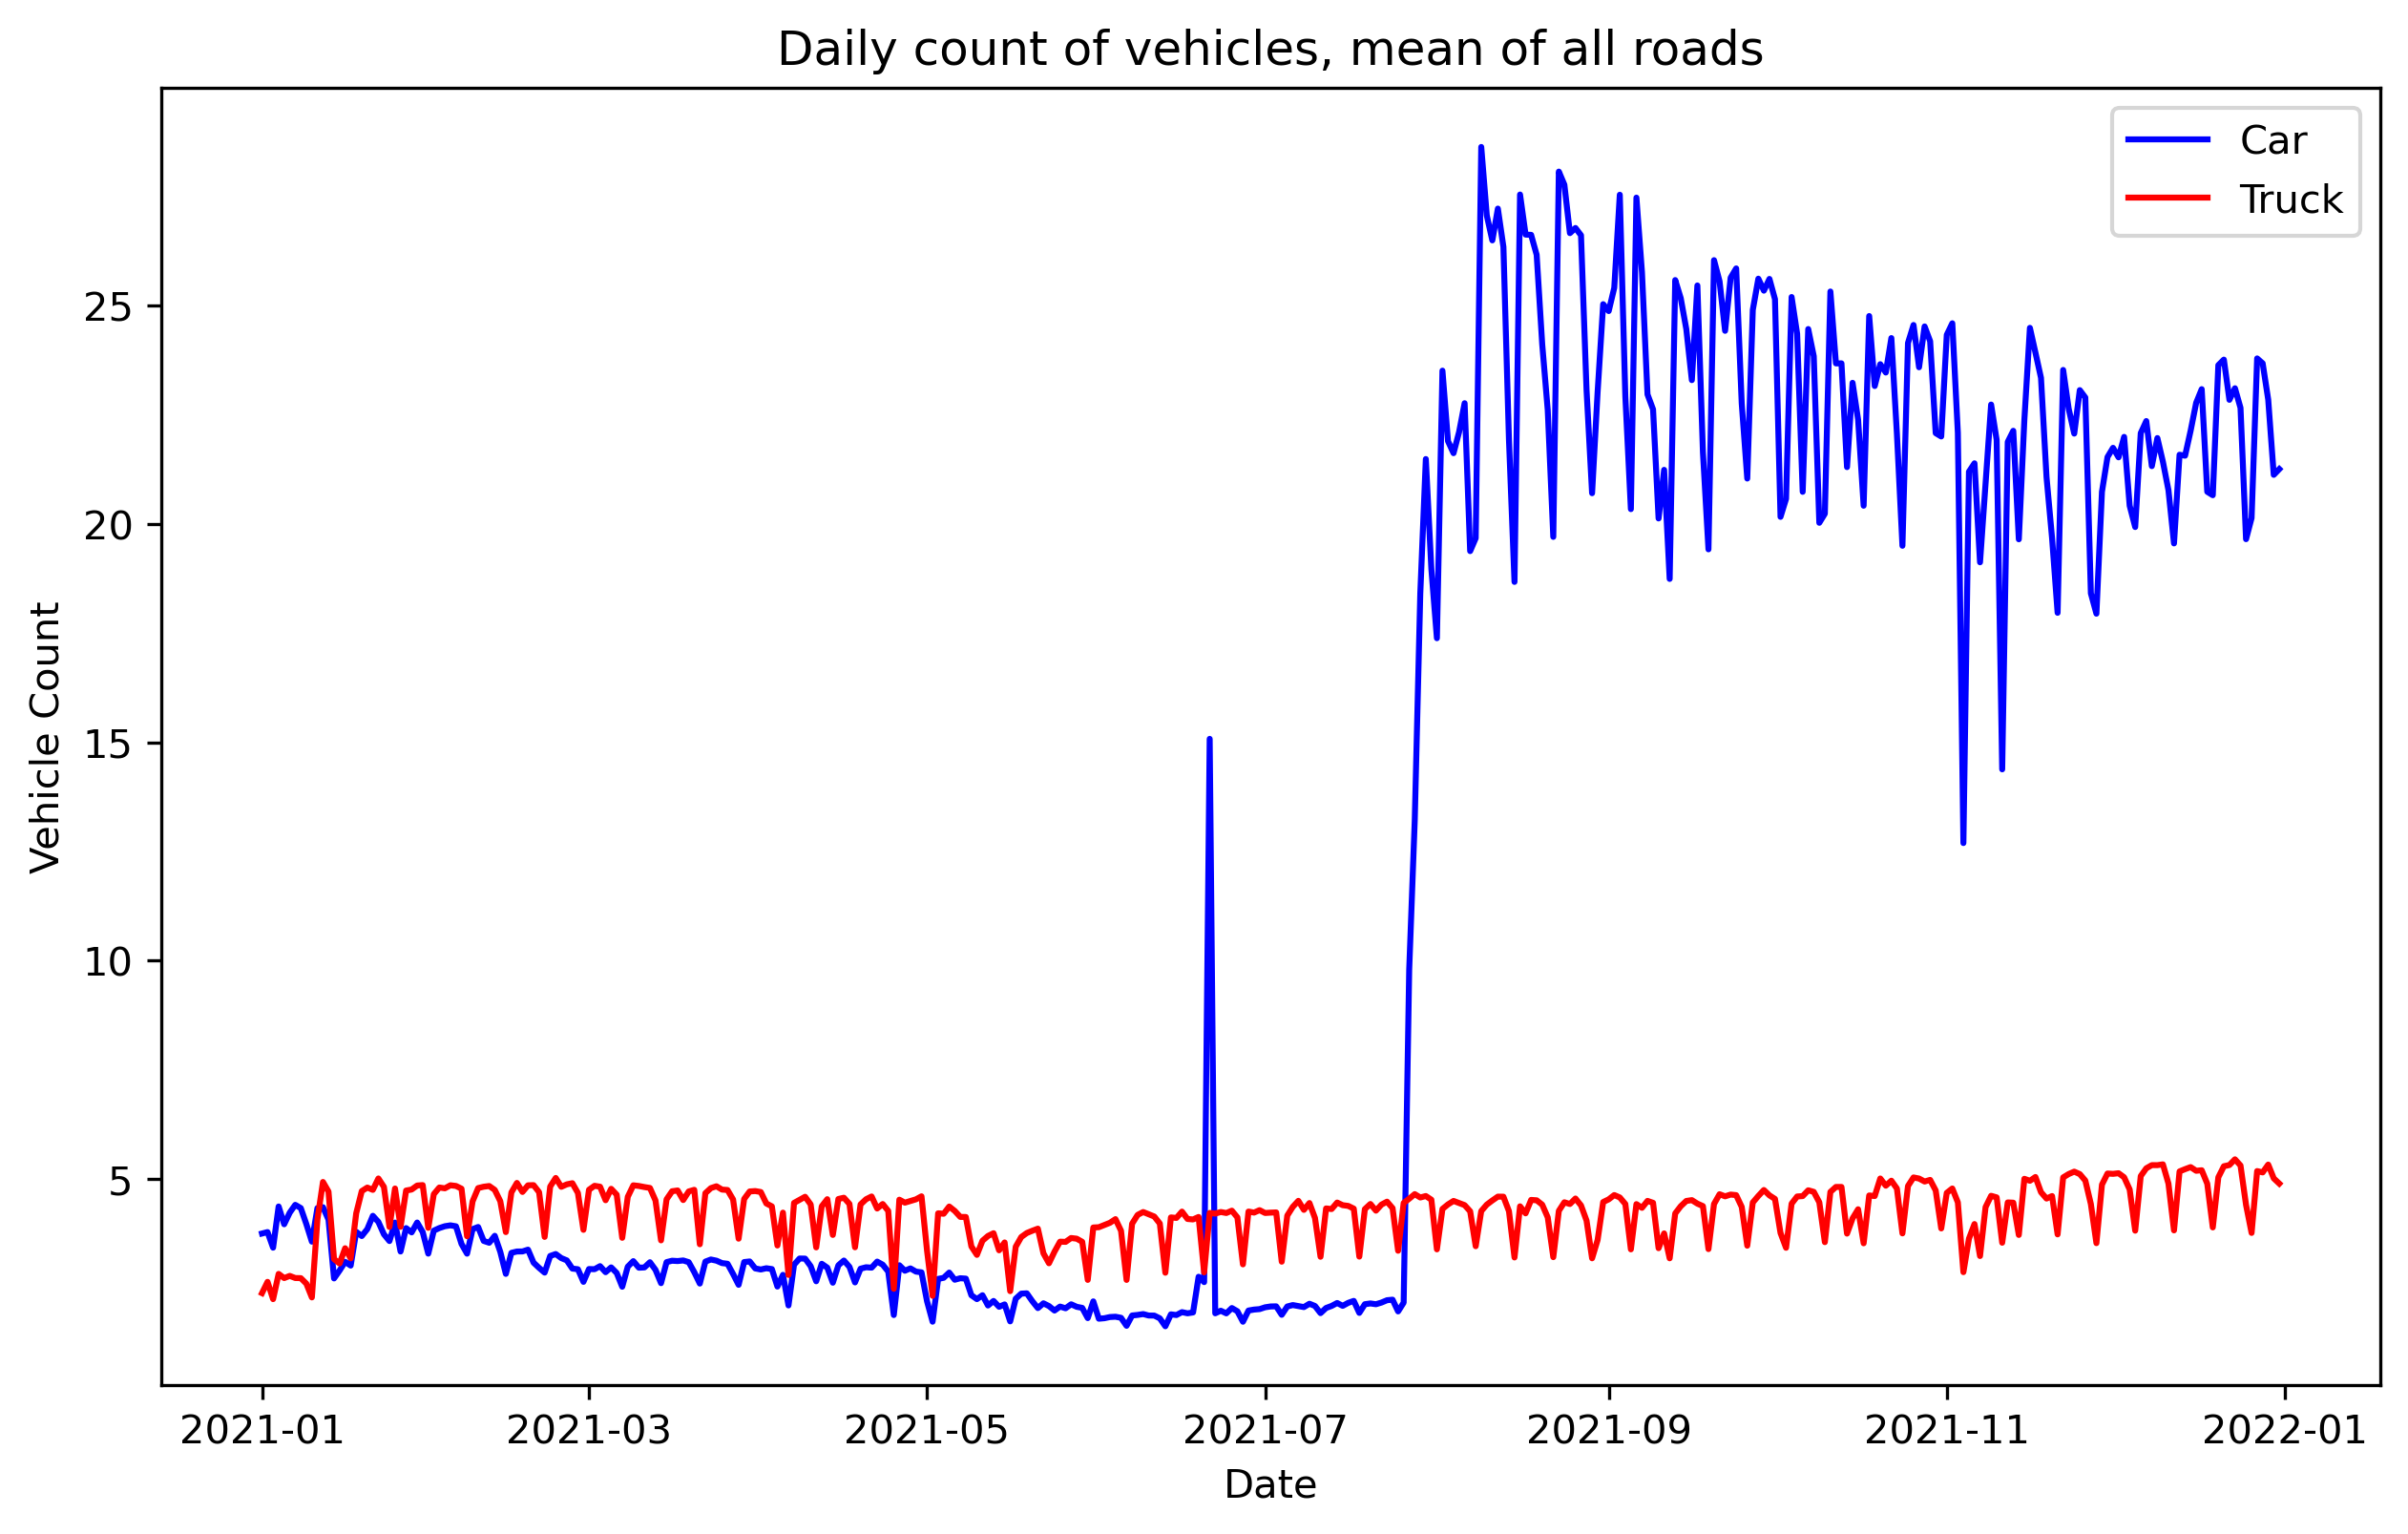 Daily count of vehicles, mean of all roads
Car
Truck
25
20
15
10
5
Vehicle Count
2021-01
2021-03
2021-05
2021-07
2021-09
2021-11
2022-01
Date